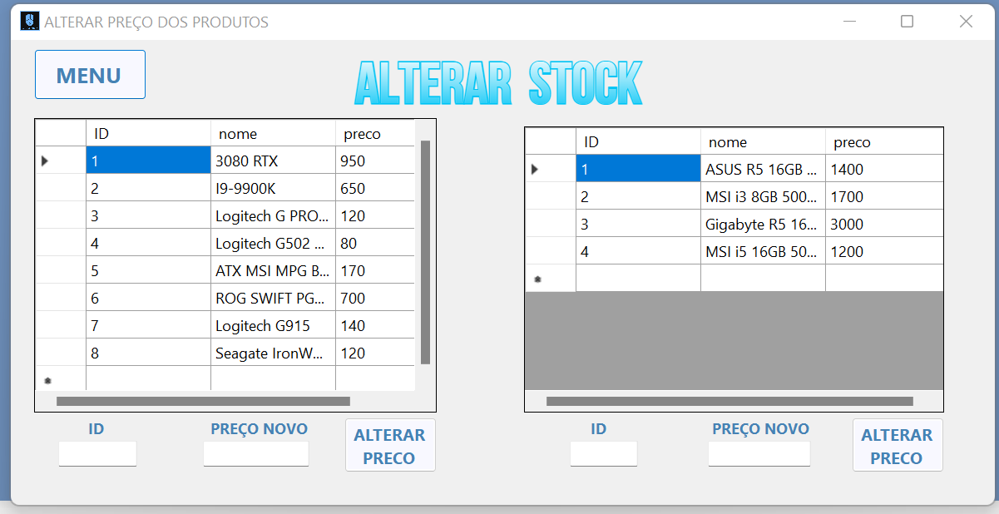 ALTERAR PREÇO DOS PRODUTOS
MENU
ALTERAR STOCK
ID nome preco
1 3080 RTX 950
2 I9-9900K 650
3 Logitech G PRO... 120
4 Logitech G502 ... 80
5 ATX MSI MPG B... 170
6 ROG SWIFT PG... 700
7 Logitech G915 140
8 Seagate IronW... 120
ID PREÇO NOVO
ALTERAR
PRECO
ID nome preco
1 ASUS R5 16GB ... 1400
2 MSI i3 8GB 500... 1700
3 Gigabyte R5 16... 3000
4 MSI i5 16GB 50... 1200
ID PREÇO NOVO
ALTERAR
PRECO